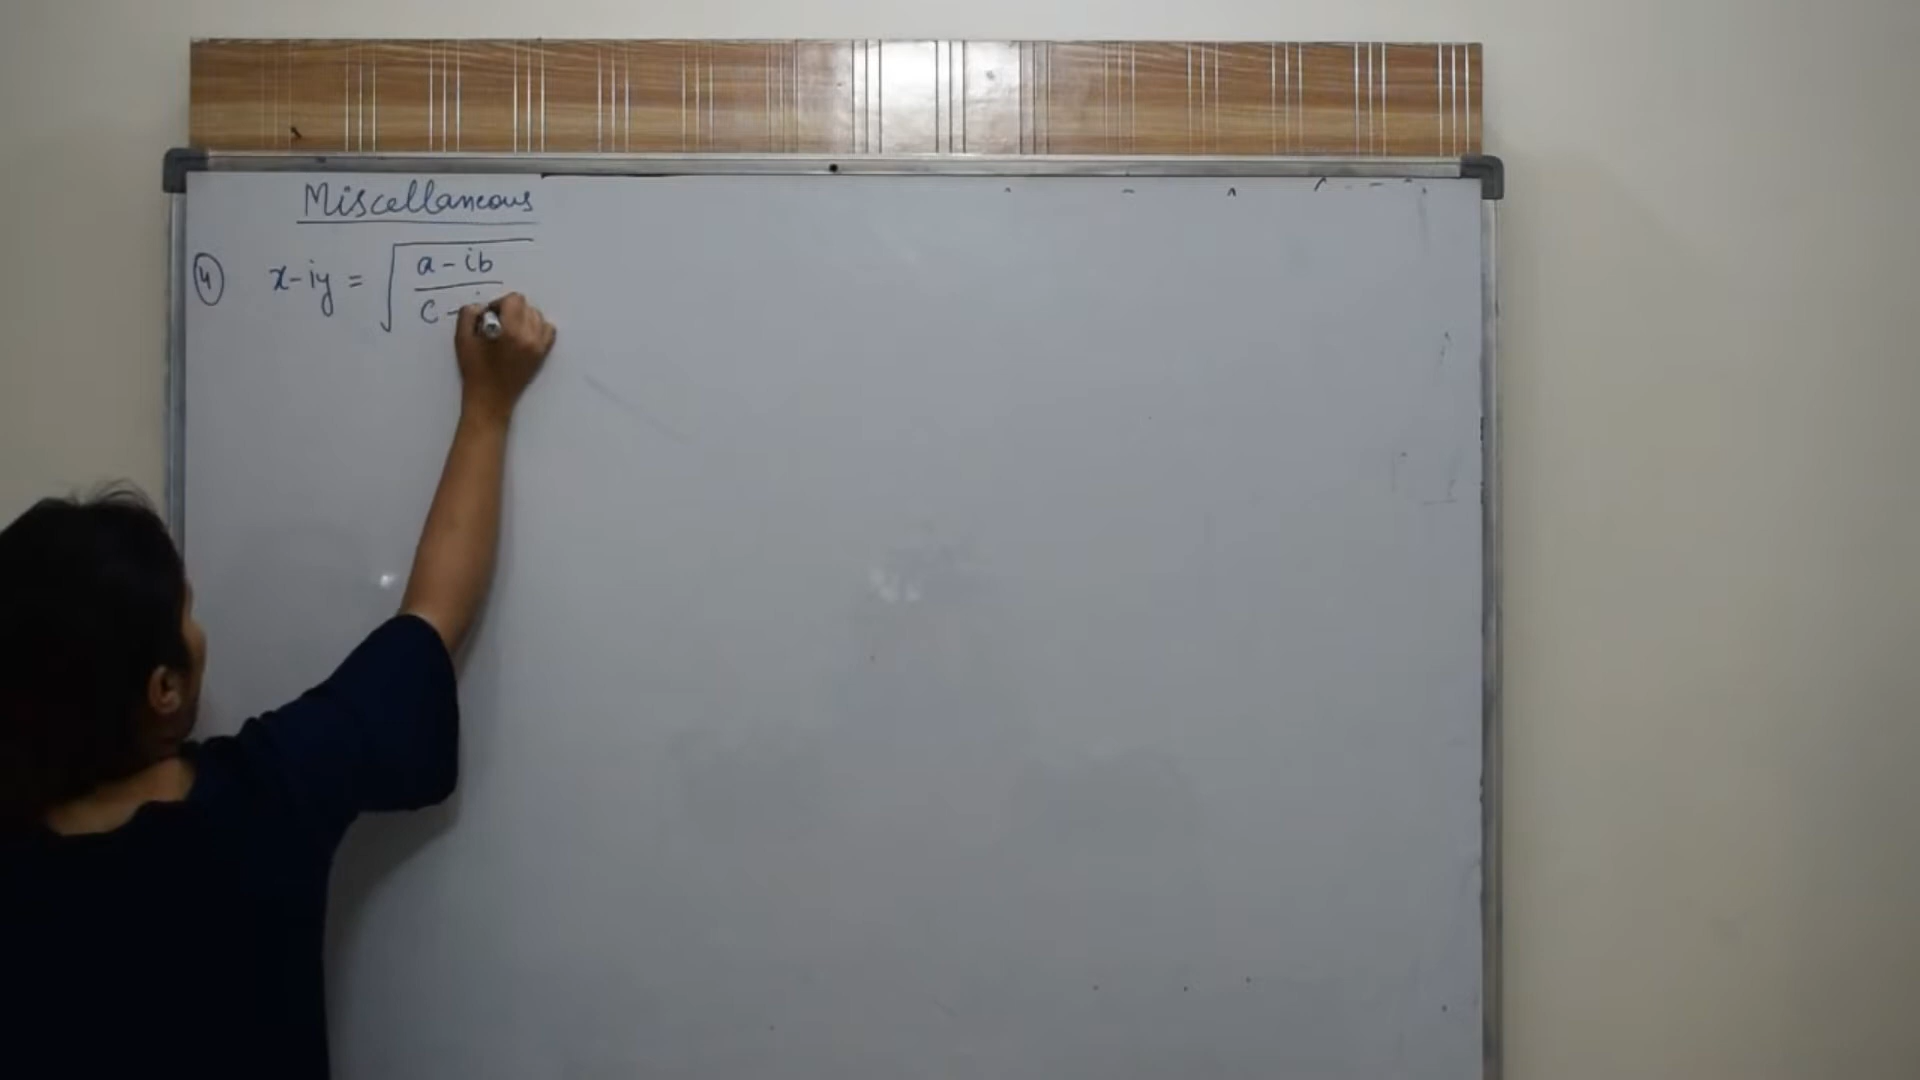 Miscellaneous
4 x-iy = √ a-ib
c-i